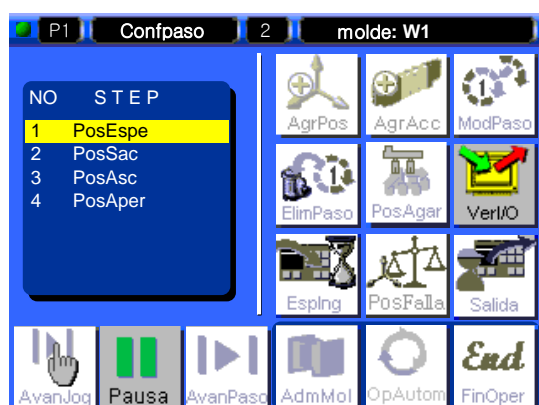 P1 Confpaso 2 molde: W1
NO STEP
1 PosEspe
2 PosSac
3 PosAsc
4 PosAper
AgrPos AgrAcc ModPaso
ElimPaso PosAgar VerI/O
EspIng PosFalla Salida
End
AvanJog Pausa AvanPaso AdmMol OpAutom FinOper